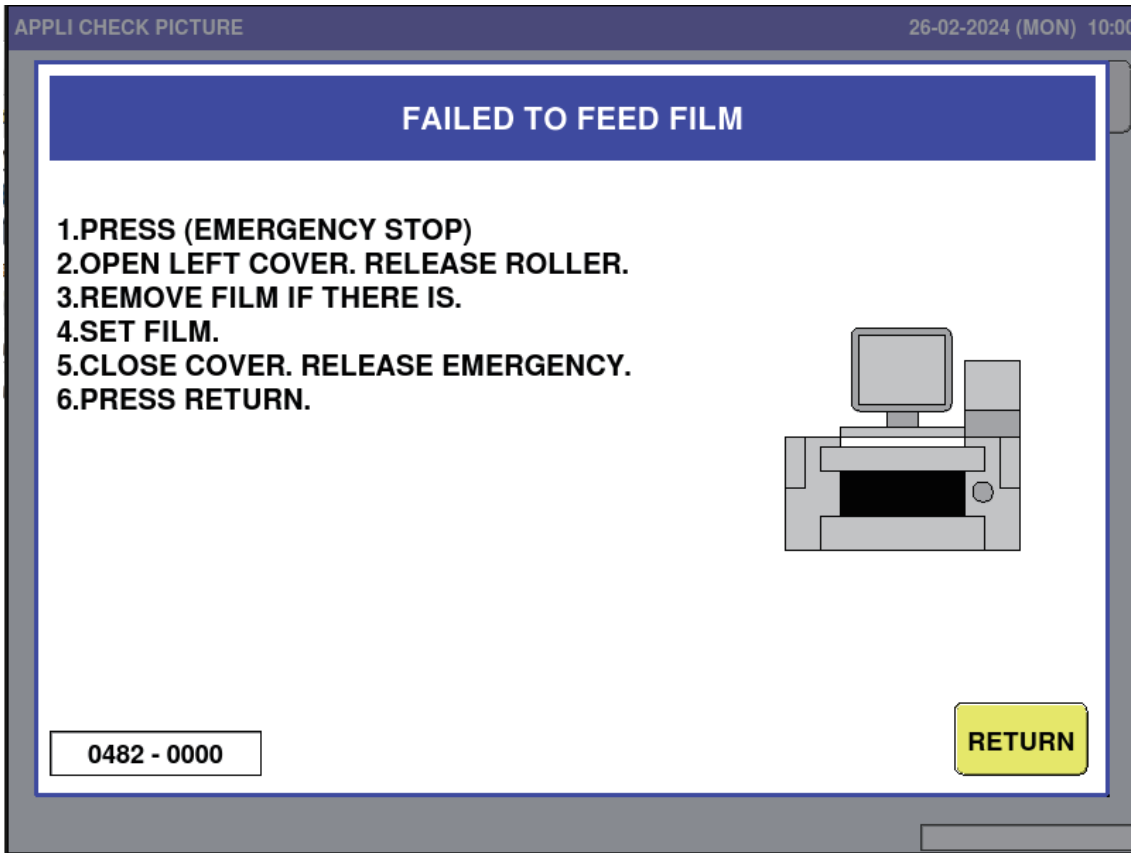 APPLI CHECK PICTURE 26-02-2024 (MON) 10:00
FAILED TO FEED FILM
1.PRESS (EMERGENCY STOP)
2.OPEN LEFT COVER. RELEASE ROLLER.
3.REMOVE FILM IF THERE IS.
4.SET FILM.
5.CLOSE COVER. RELEASE EMERGENCY.
6.PRESS RETURN.
0482 - 0000
RETURN